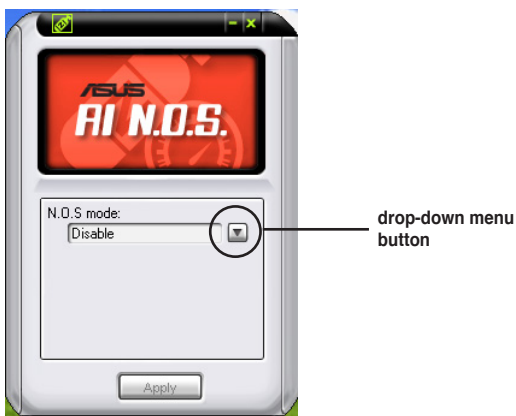 ASUS
AI N.O.S.
N.O.S mode:
Disable
drop-down menu
button
Apply